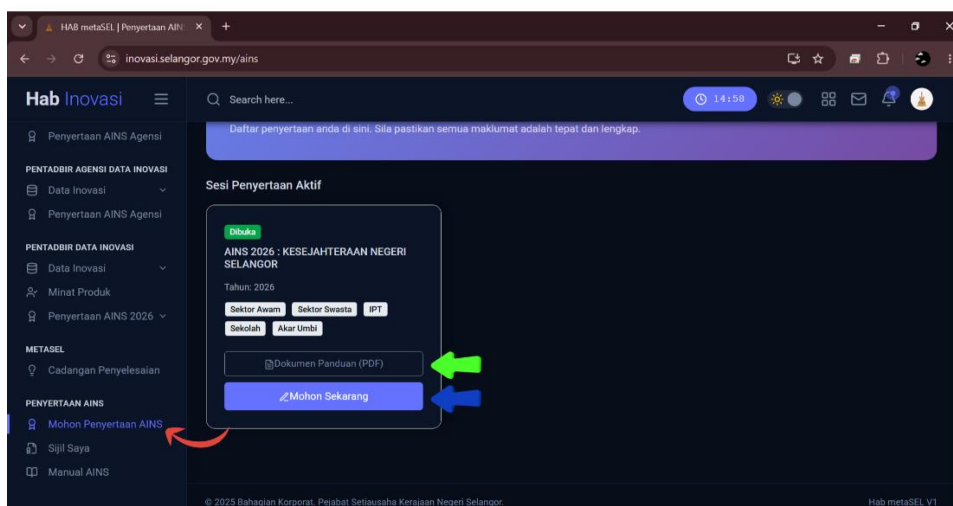 HAB metaSEL | Penyertaan AIN
inovasi.selangor.gov.my/ains
Hab Inovasi
Search here...
14:58
Penyertaan AINS Agensi
PENTADBIR AGENSI DATA INOVASI
Data Inovasi
Penyertaan AINS Agensi
PENTADBIR DATA INOVASI
Data Inovasi
Minat Produk
Penyertaan AINS 2026
METASEL
Cadangan Penyelesaian
PENYERTAAN AINS
Mohon Penyertaan AINS
Sijil Saya
Manual AINS
Daftar penyertaan anda di sini. Sila pastikan semua maklumat adalah tepat dan lengkap.
Sesi Penyertaan Aktif
Dibuka
AINS 2026 : KESEJAHTERAAN NEGERI
SELANGOR
Tahun: 2026
Sektor Awam Sektor Swasta IPT
Sekolah Akar Umbi
Dokumen Panduan (PDF)
Mohon Sekarang
© 2025 Bahagian Korporat, Pejabat Setiausaha Kerajaan Negeri Selangor.
Hab metaSEL V1